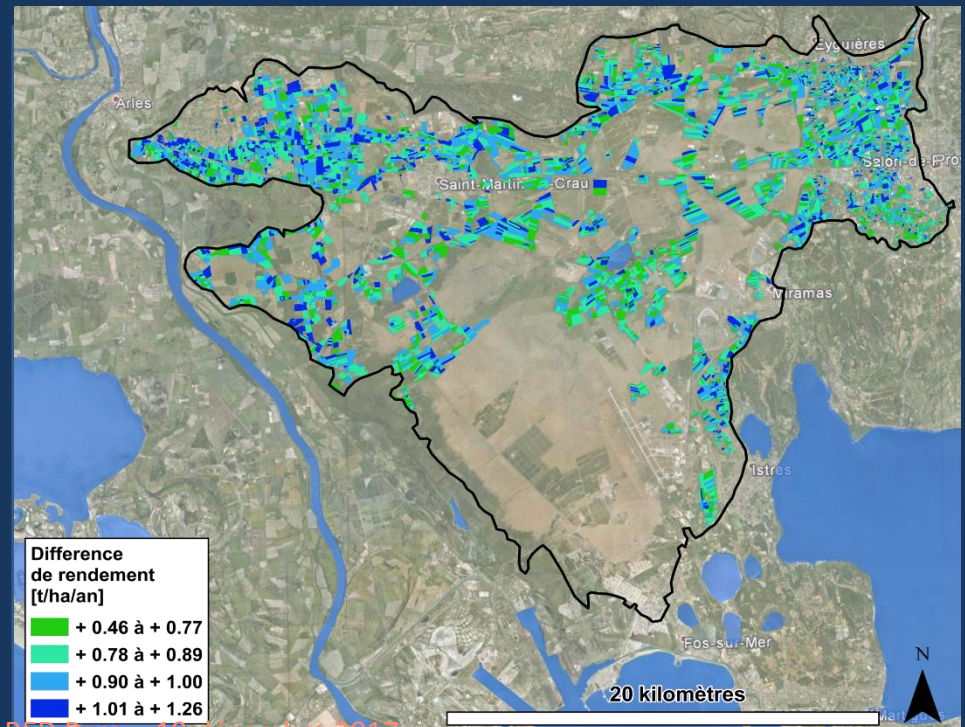 Eyguières
Arles
Salon-de-Pro
Saint-Martin Crau
Miramas
Istres
Difference
de rendement
[t/ha/an]
+ 0.46 à + 0.77
+ 0.78 à + 0.89
+ 0.90 à + 1.00
+ 1.01 à + 1.26
Fos-sur-Mer
N
20 kilomètres
2017